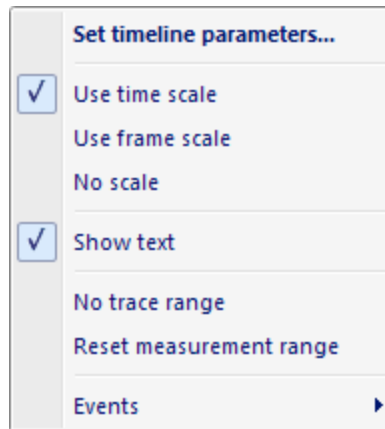 Set timeline parameters...
Use time scale
Use frame scale
No scale
Show text
No trace range
Reset measurement range
Events